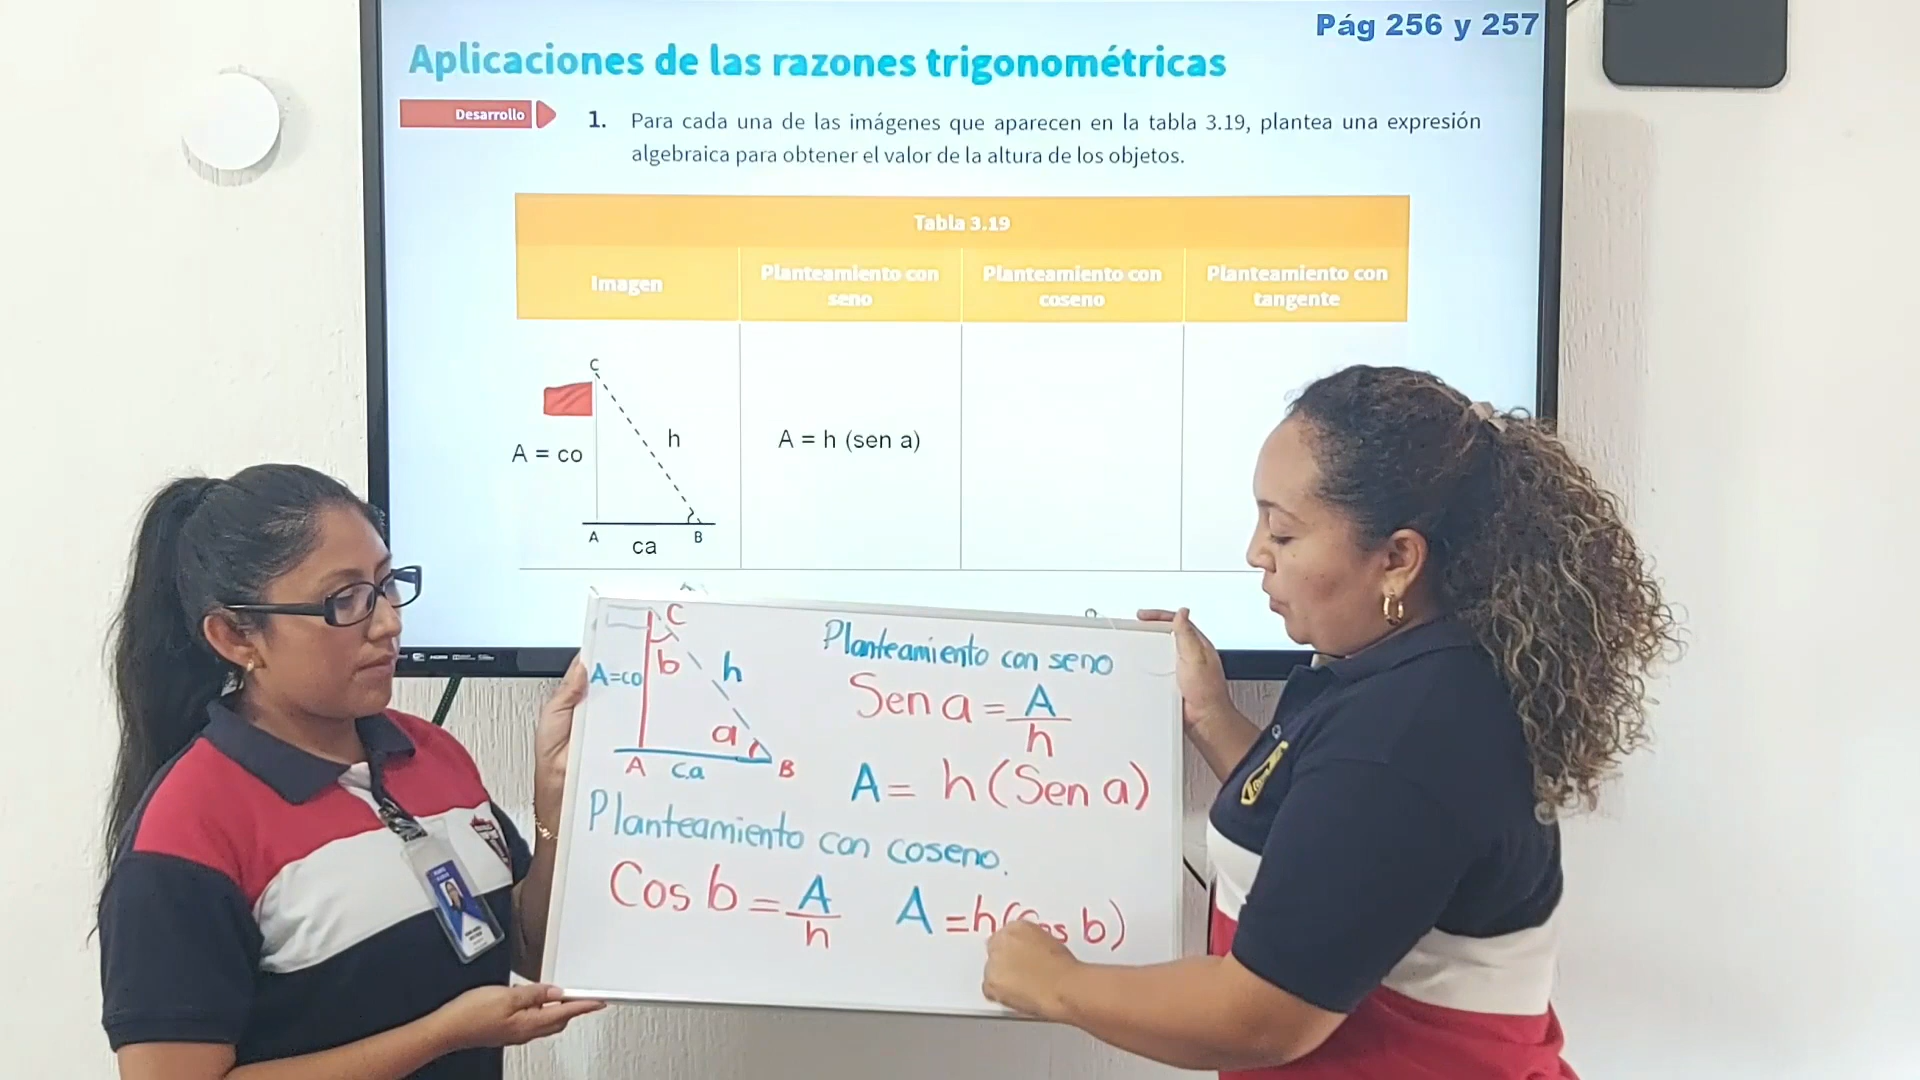 Pág 256 y 257
Aplicaciones de las razones trigonométricas
Desarrollo
1. Para cada una de las imágenes que aparecen en la tabla 3.19, plantea una expresión
algebraica para obtener el valor de la altura de los objetos.
Tabla 3.19
Imagen
Planteamiento con
seno
Planteamiento con
coseno
Planteamiento con
tangente
C
h
A = co
A = h (sen a)
A
B
ca
C
b
h
A=co
a
A
ca
B
Planteamiento con seno
Sen a = A
h
A = h (Sen a)
Planteamiento con coseno.
Cos b = A
h
A = h(Cos b)